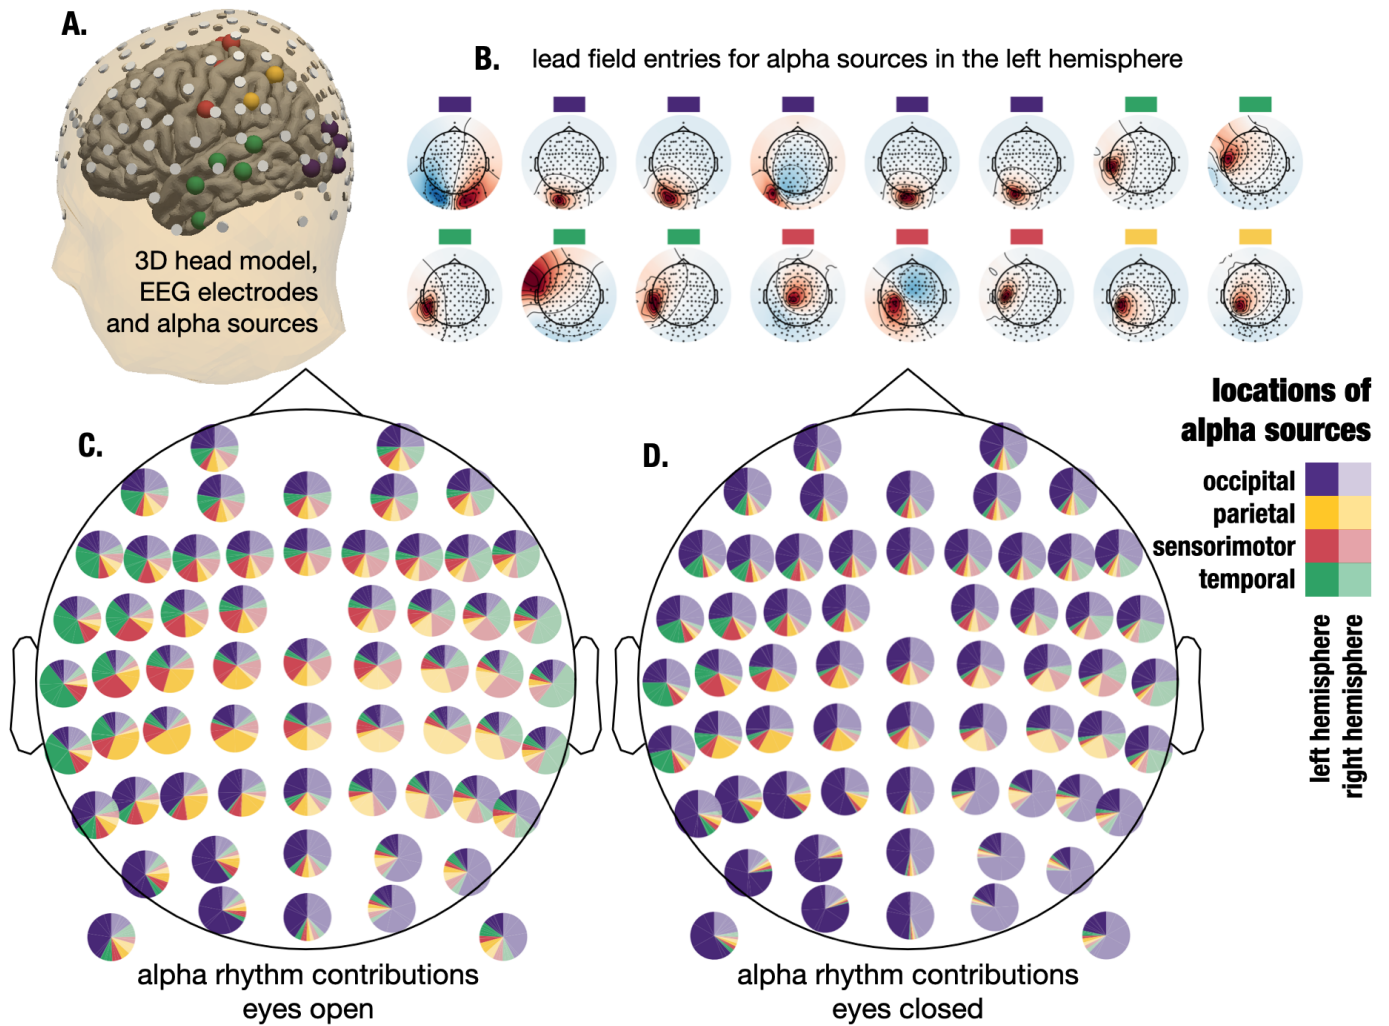 A.
3D head model,
EEG electrodes
and alpha sources
B.
lead field entries for alpha sources in the left hemisphere
C.
alpha rhythm contributions
eyes open
D.
alpha rhythm contributions
eyes closed
locations of
alpha sources
occipital
parietal
sensorimotor
temporal
left hemisphere
right hemisphere